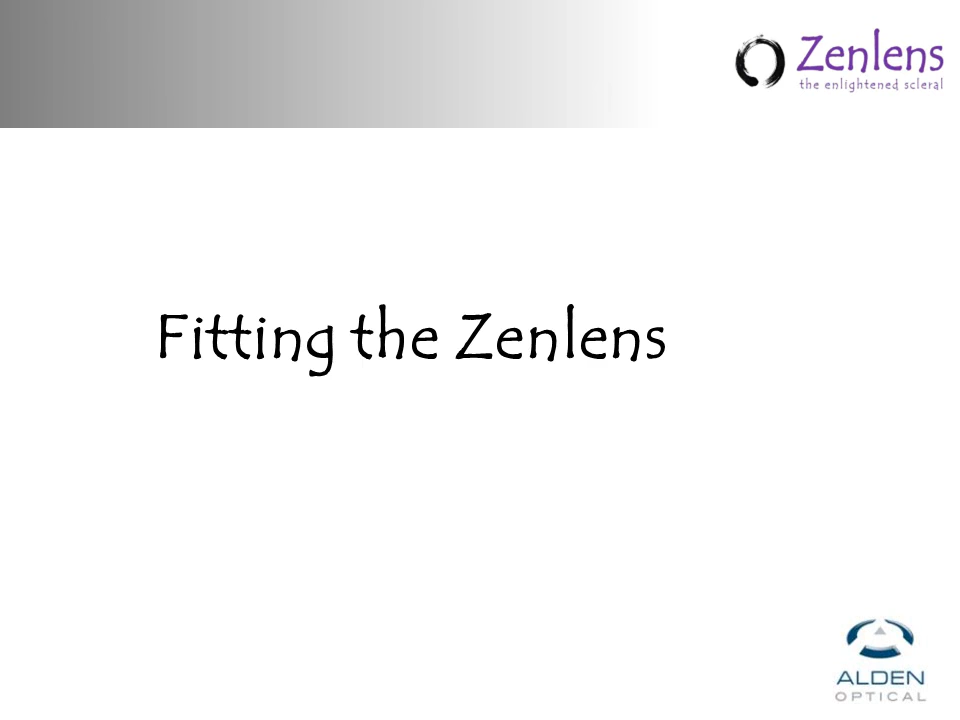 Zenlens
the enlightened scleral
Fitting the Zenlens
ALDEN
OPTICAL